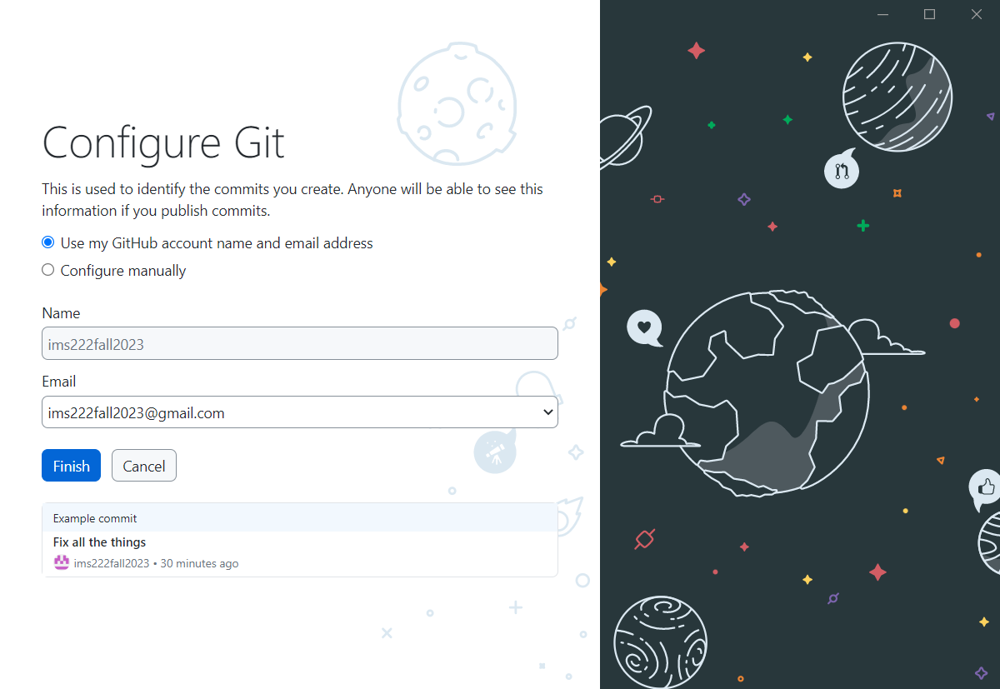 Configure Git
This is used to identify the commits you create. Anyone will be able to see this
information if you publish commits.
Use my GitHub account name and email address
Configure manually
Name
ims222fall2023
Email
ims222fall2023@gmail.com
Finish Cancel
Example commit
Fix all the things
ims222fall2023 • 30 minutes ago